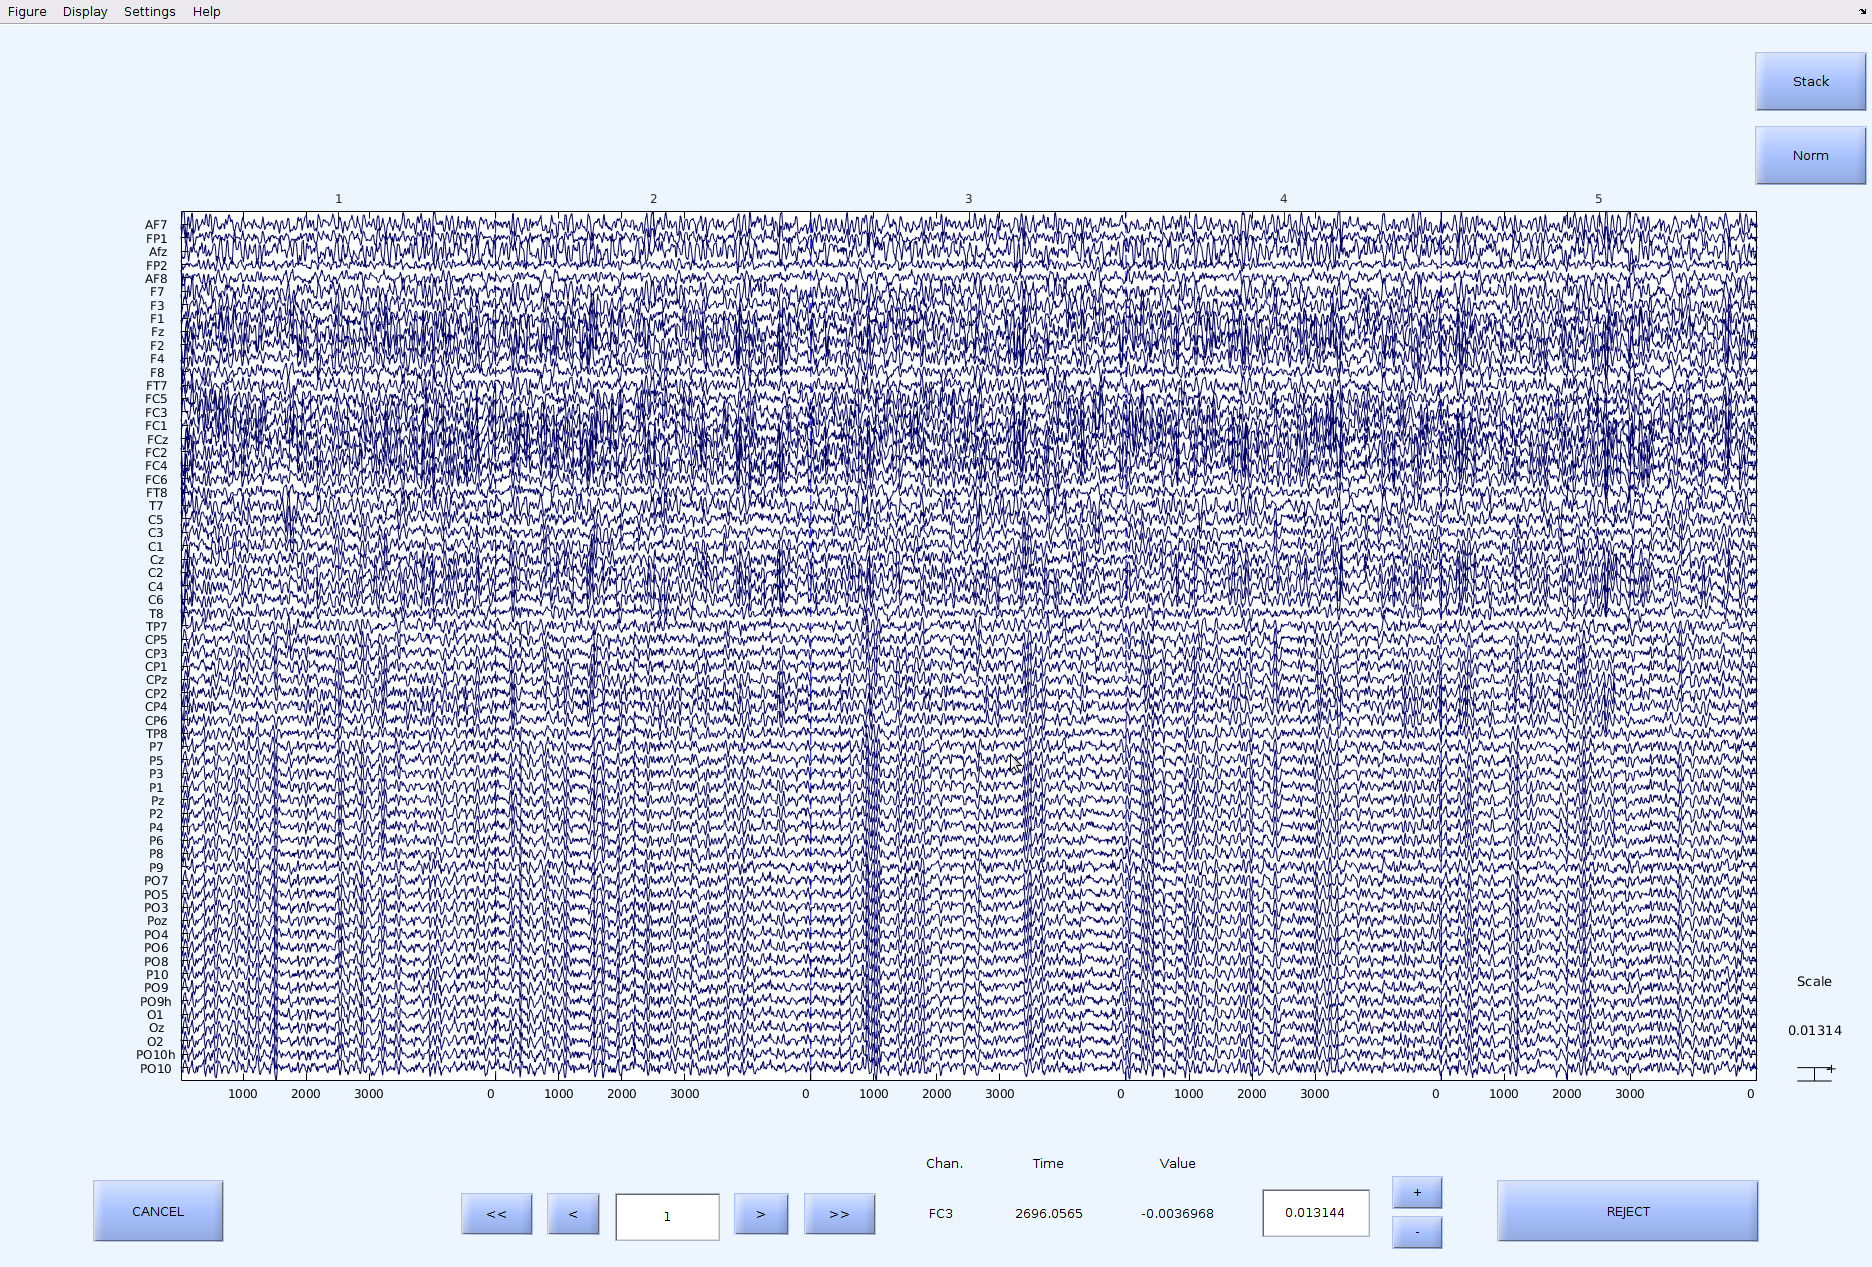 Figure Display Settings Help
Stack
Norm
1 2 3 4 5
AF7
FP1
Afz
FP2
AF8
F7
F3
F1
Fz
F2
F4
F8
FT7
FC5
FC3
FC1
FCz
FC2
FC4
FC6
FT8
T7
C5
C3
C1
Cz
C2
C4
C6
T8
TP7
CP5
CP3
CP1
CPz
CP2
CP4
CP6
TP8
P7
P5
P3
P1
Pz
P2
P4
P6
P8
P9
PO7
PO5
PO3
Poz
PO4
PO6
PO8
P10
PO9
PO9h
O1
Oz
O2
PO10h
PO10
Scale
0.01314
1000 2000 3000 0 1000 2000 3000 0 1000 2000 3000 0 1000 2000 3000 0 1000 2000 3000 0
Chan. Time Value
CANCEL << < 1 > >> FC3 2696.0565 -0.0036968 0.013144 + - REJECT